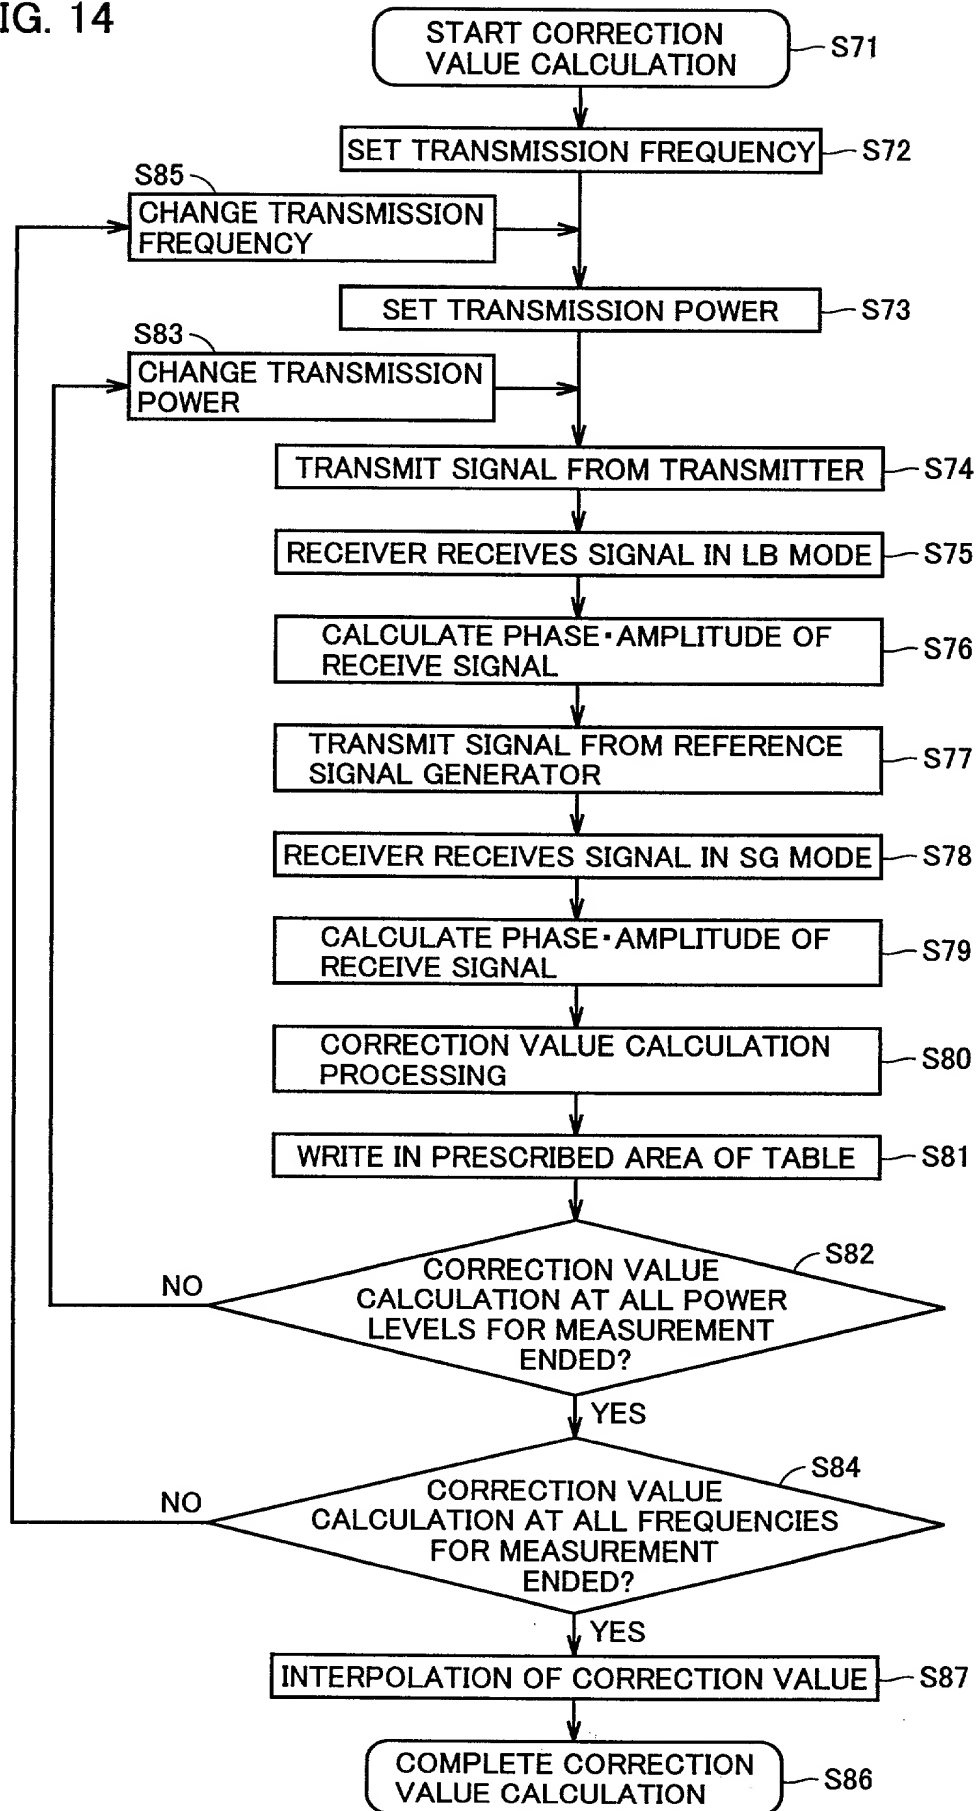 IG. 14
START CORRECTION
VALUE CALCULATION
S71
SET TRANSMISSION FREQUENCY
S72
S85
CHANGE TRANSMISSION
FREQUENCY
SET TRANSMISSION POWER
S73
S83
CHANGE TRANSMISSION
POWER
TRANSMIT SIGNAL FROM TRANSMITTER
S74
RECEIVER RECEIVES SIGNAL IN LB MODE
S75
CALCULATE PHASE・AMPLITUDE OF
RECEIVE SIGNAL
S76
TRANSMIT SIGNAL FROM REFERENCE
SIGNAL GENERATOR
S77
RECEIVER RECEIVES SIGNAL IN SG MODE
S78
CALCULATE PHASE・AMPLITUDE OF
RECEIVE SIGNAL
S79
CORRECTION VALUE CALCULATION
PROCESSING
S80
WRITE IN PRESCRIBED AREA OF TABLE
S81
S82
CORRECTION VALUE
CALCULATION AT ALL POWER
LEVELS FOR MEASUREMENT
ENDED?
NO
YES
S84
CORRECTION VALUE
CALCULATION AT ALL FREQUENCIES
FOR MEASUREMENT
ENDED?
NO
YES
INTERPOLATION OF CORRECTION VALUE
S87
COMPLETE CORRECTION
VALUE CALCULATION
S86